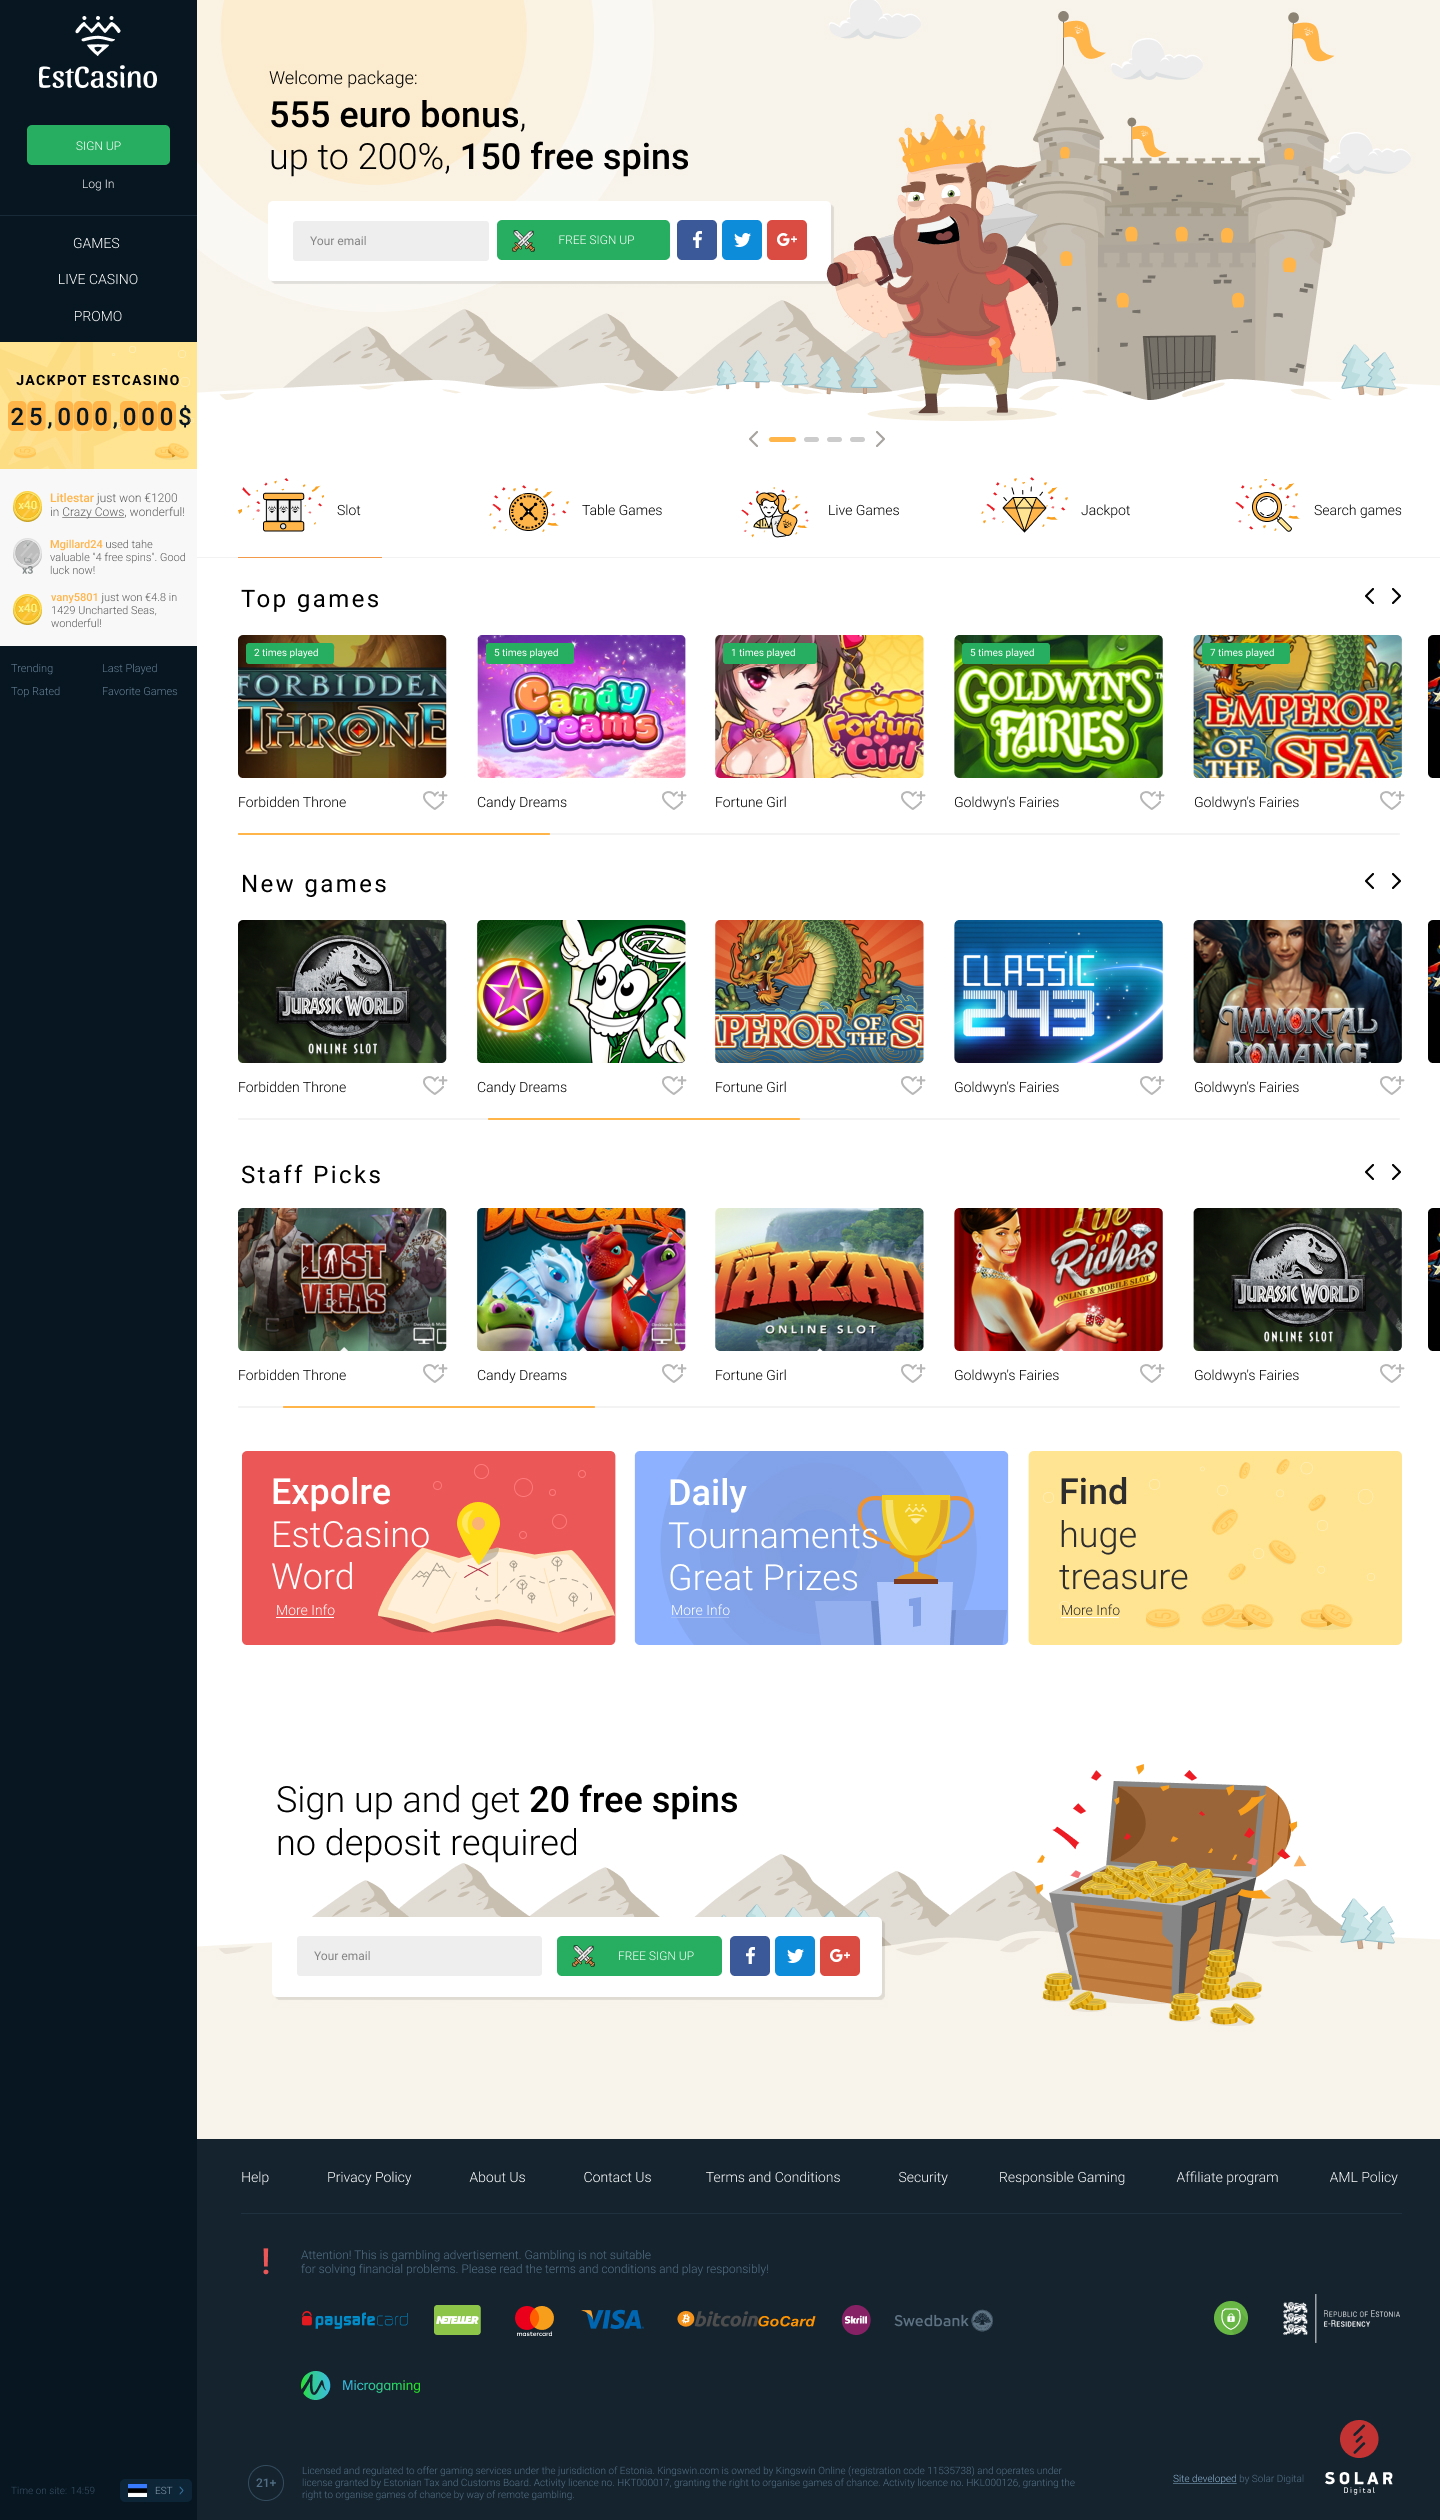 EstCasino
SIGN UP
Log In
GAMES
LIVE CASINO
PROMO
JACKPOT ESTCASINO
25,000,000$
x40
Litlestar just won €1200
in Crazy Cows, wonderful!
x3
Mgillard24 used tahe
valuable "4 free spins". Good
luck now!
x40
vany5801 just won €4.8 in
1429 Uncharted Seas,
wonderful!
Trending
Last Played
Top Rated
Favorite Games
Time on site: 14:59
EST
Welcome package:
555 euro bonus,
up to 200%, 150 free spins
Your email
FREE SIGN UP
f
G+
Slot
Table Games
Live Games
Jackpot
Search games
Top games
2 times played
FORBIDDEN
THRONE
5 times played
Candy
Dreams
1 times played
Fortun
Girl
5 times played
GOLDWYN'S
FAIRIES
7 times played
EMPEROR
OF
THE SEA
Forbidden Throne
Candy Dreams
Fortune Girl
Goldwyn's Fairies
Goldwyn's Fairies
New games
JURASSIC WORLD
ONLINE SLOT
PEROR OF THE S
CLASSIC
243
IMMORTAL
ROMANCE
Forbidden Throne
Candy Dreams
Fortune Girl
Goldwyn's Fairies
Goldwyn's Fairies
Staff Picks
LOST
VEGAS
DRAGONZ
TARZAN
ONLINE SLOT
Life
OF
Riches
ONLINE & MOBILE SLOT
JURASSIC WORLD
ONLINE SLOT
Forbidden Throne
Candy Dreams
Fortune Girl
Goldwyn's Fairies
Goldwyn's Fairies
Expolre
EstCasino
Word
More Info
Daily
Tournaments
Great Prizes
More Info
1
Find
huge
treasure
More Info
Sign up and get 20 free spins
no deposit required
Your email
FREE SIGN UP
f
G+
Help
Privacy Policy
About Us
Contact Us
Terms and Conditions
Security
Responsible Gaming
Affiliate program
AML Policy
!
Attention! This is gambling advertisement. Gambling is not suitable
for solving financial problems. Please read the terms and conditions and play responsibly!
paysafecard
NETELLER
mastercard
VISA
bitcoin
GoCard
Skrill
Swedbank
REPUBLIC OF ESTONIA
E-RESIDENCY
Microgaming
21+
Licensed and regulated to offer gaming services under the jurisdiction of Estonia. Kingswin.com is owned by Kingswin Online (registration code 11535738) and operates under
license granted by Estonian Tax and Customs Board. Activity licence no. HKT000017, granting the right to organise games of chance. Activity licence no. HKL000126, granting the
right to organise games of chance by way of remote gambling.
Site developed by Solar Digital
SOLAR
Digital